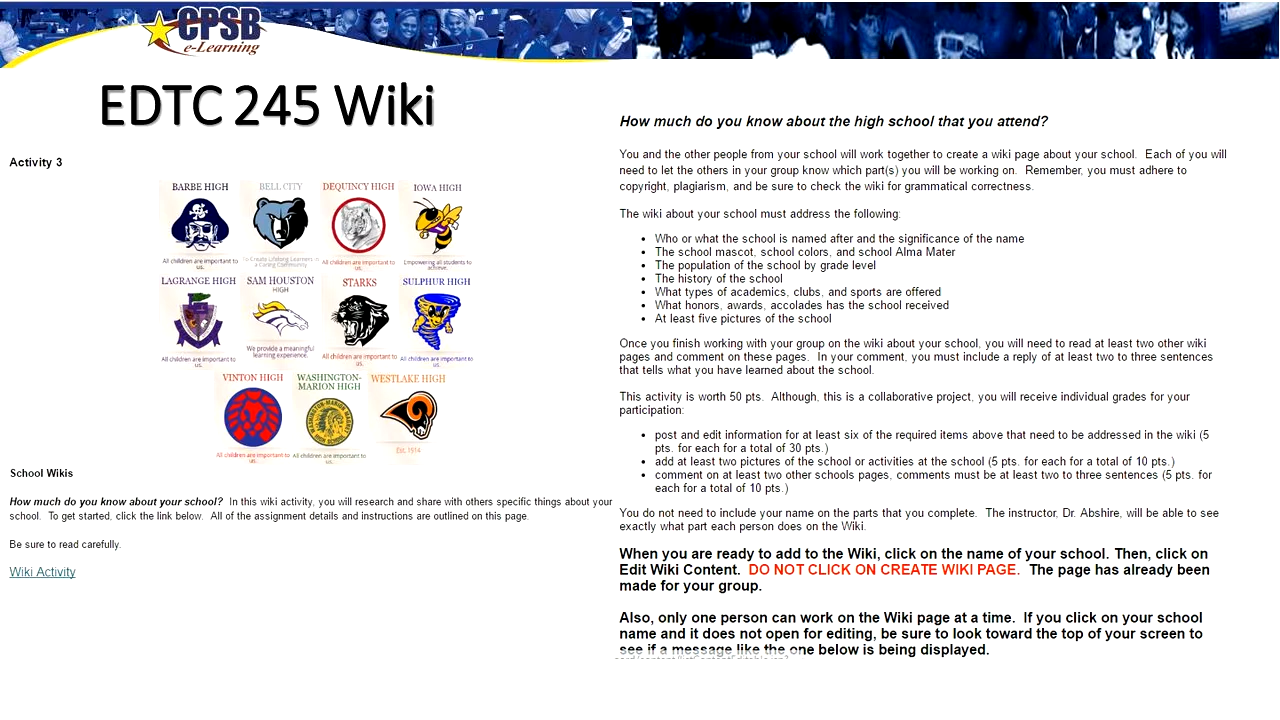 CPSB
e-Learning
EDTC 245 Wiki
Activity 3
BARBE HIGH
All children are important to
us.
BELL CITY
To Create Lifelong Learners in
a Caring Community
DEQUINCY HIGH
All children are important to
us.
IOWA HIGH
Empowering all students to
achieve.
LAGRANGE HIGH
All children are important to
us.
SAM HOUSTON
HIGH
We provide a meaningful
learning experience.
STARKS
All children are important to
us.
SULPHUR HIGH
All children are important to
us.
VINTON HIGH
All children are important to
us.
WASHINGTON-
MARION HIGH
All children are important to
us.
WESTLAKE HIGH
Est. 1914
School Wikis
How much do you know about your school?  In this wiki activity, you will research and share with others specific things about your
school.  To get started, click the link below.  All of the assignment details and instructions are outlined on this page.
Be sure to read carefully.
Wiki Activity
How much do you know about the high school that you attend?
You and the other people from your school will work together to create a wiki page about your school.  Each of you will
need to let the others in your group know which part(s) you will be working on.  Remember, you must adhere to
copyright, plagiarism, and be sure to check the wiki for grammatical correctness.
The wiki about your school must address the following:
• Who or what the school is named after and the significance of the name
• The school mascot, school colors, and school Alma Mater
• The population of the school by grade level
• The history of the school
• What types of academics, clubs, and sports are offered
• What honors, awards, accolades has the school received
• At least five pictures of the school
Once you finish working with your group on the wiki about your school, you will need to read at least two other wiki
pages and comment on these pages.  In your comment, you must include a reply of at least two to three sentences
that tells what you have learned about the school.
This activity is worth 50 pts.  Although, this is a collaborative project, you will receive individual grades for your
participation:
• post and edit information for at least six of the required items above that need to be addressed in the wiki (5
pts. for each for a total of 30 pts.)
• add at least two pictures of the school or activities at the school (5 pts. for each for a total of 10 pts.)
• comment on at least two other schools pages, comments must be at least two to three sentences (5 pts. for
each for a total of 10 pts.)
You do not need to include your name on the parts that you complete.  The instructor, Dr. Abshire, will be able to see
exactly what part each person does on the Wiki.
When you are ready to add to the Wiki, click on the name of your school. Then, click on
Edit Wiki Content.  DO NOT CLICK ON CREATE WIKI PAGE.  The page has already been
made for your group.
Also, only one person can work on the Wiki page at a time.  If you click on your school
name and it does not open for editing, be sure to look toward the top of your screen to
see if a message like the one below is being displayed.